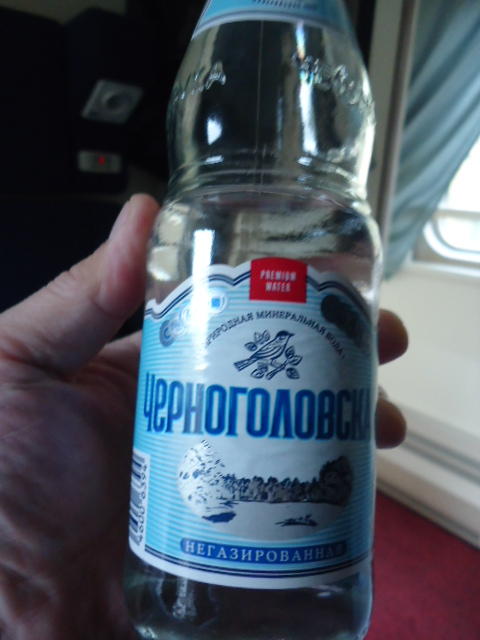 PREMIUM
WATER
ПРИРОДНАЯ МИНЕРАЛЬНАЯ ВОДА
ЧЕРНОГОЛОВСКА
НЕГАЗИРОВАННАЯ